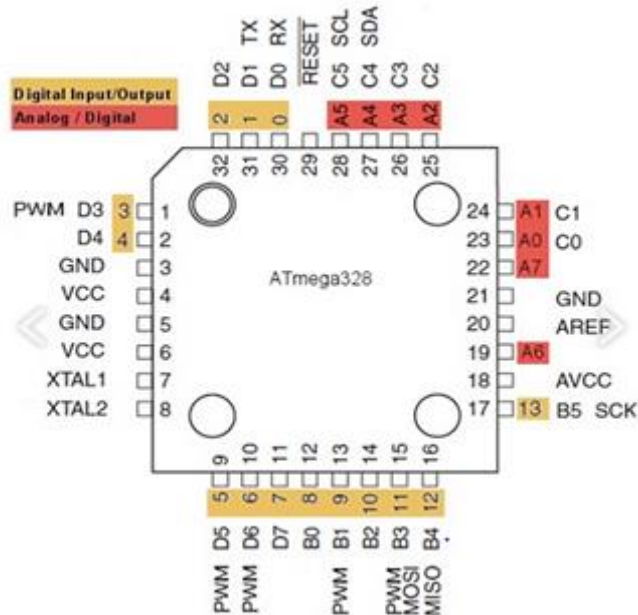 Digital Input/Output
Analog / Digital
D2 D1 TX D0 RX RESET C5 SCL C4 SDA C3 C2
2 1 0 A5 A4 A3 A2
32 31 30 29 28 27 26 25
PWM D3 3 1
D4 4 2
GND 3
VCC 4
GND 5
VCC 6
XTAL1 7
XTAL2 8
ATmega328
24 A1 C1
23 A0 C0
22 A7
21 GND
20 AREF
19 A6
18 AVCC
17 13 B5 SCK
9 10 11 12 13 14 15 16
5 6 7 8 9 10 11 12
D5 D6 D7 B0 B1 B2 B3 B4
PWM PWM PWM PWM MOSI MISO